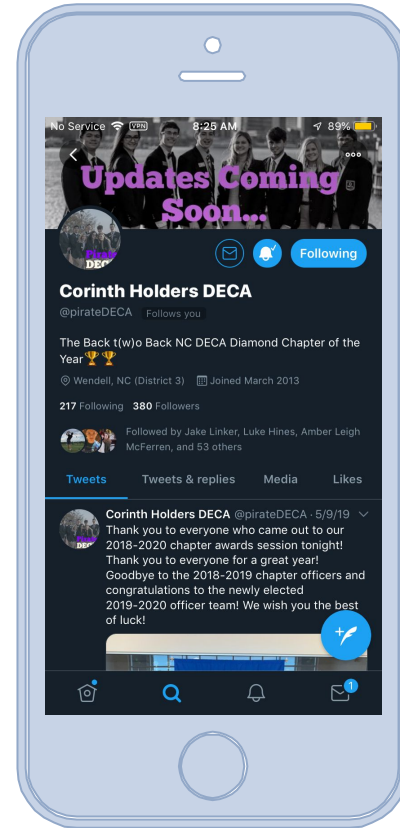 No Service VPN 8:25 AM 89%
Updates Coming
Soon...
DECA
Following
Corinth Holders DECA
@pirateDECA Follows you
The Back t(w)o Back NC DECA Diamond Chapter of the
Year🏆🏆
Wendell, NC (District 3) Joined March 2013
217 Following 380 Followers
Followed by Jake Linker, Luke Hines, Amber Leigh
McFerren, and 53 others
Tweets Tweets & replies Media Likes
Corinth Holders DECA @pirateDECA · 5/9/19
Thank you to everyone who came out to our
2018-2020 chapter awards session tonight!
Thank you to everyone for a great year!
Goodbye to the 2018-2019 chapter officers and
congratulations to the newly elected
2019-2020 officer team! We wish you the best
of luck!
1